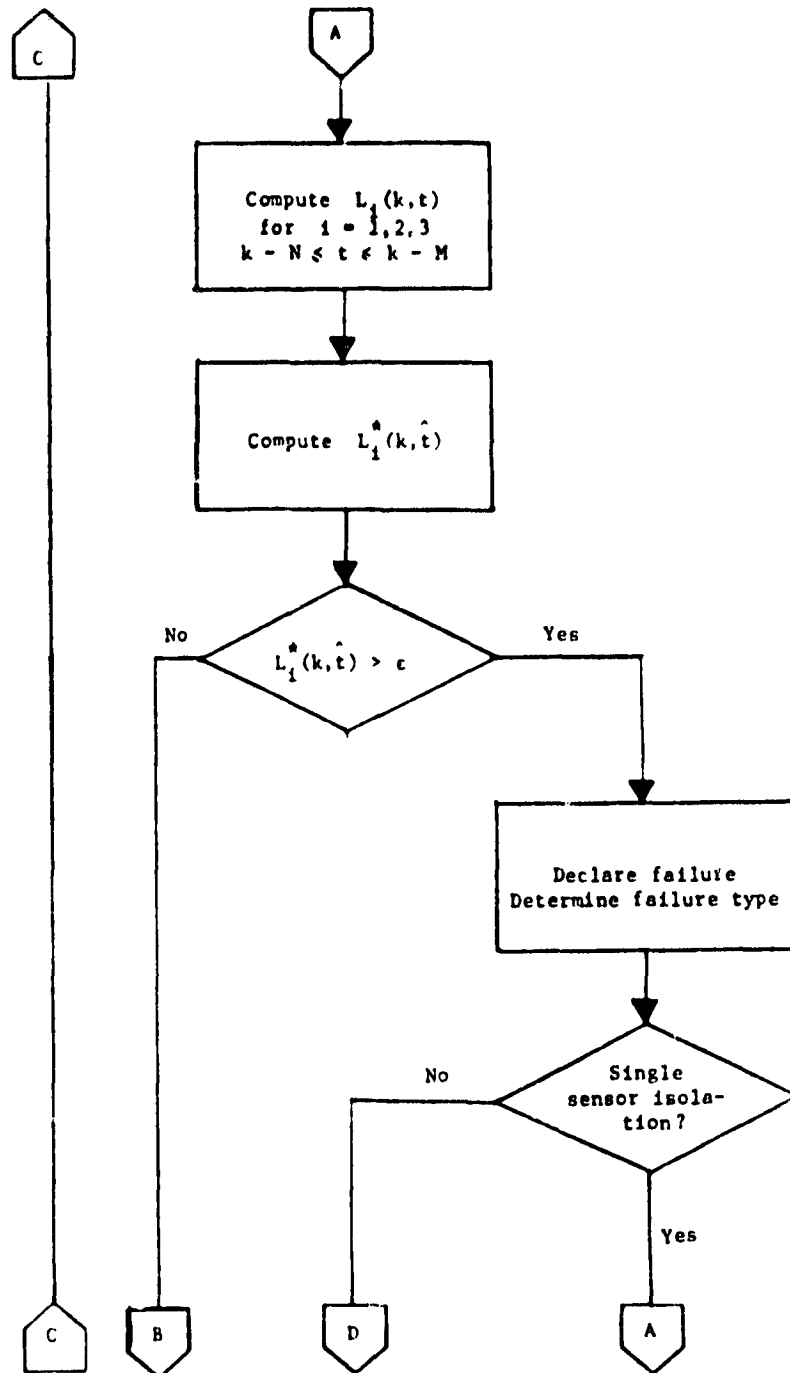 C
A
Compute L_i(k,t)
for i = 1,2,3
k - N ≤ t ≤ k - M
Compute L_i^*(k,t̂)
No
Yes
L_i^*(k,t̂) > ε
Declare failure
Determine failure type
No
Single
sensor isola-
tion?
Yes
C
B
D
A